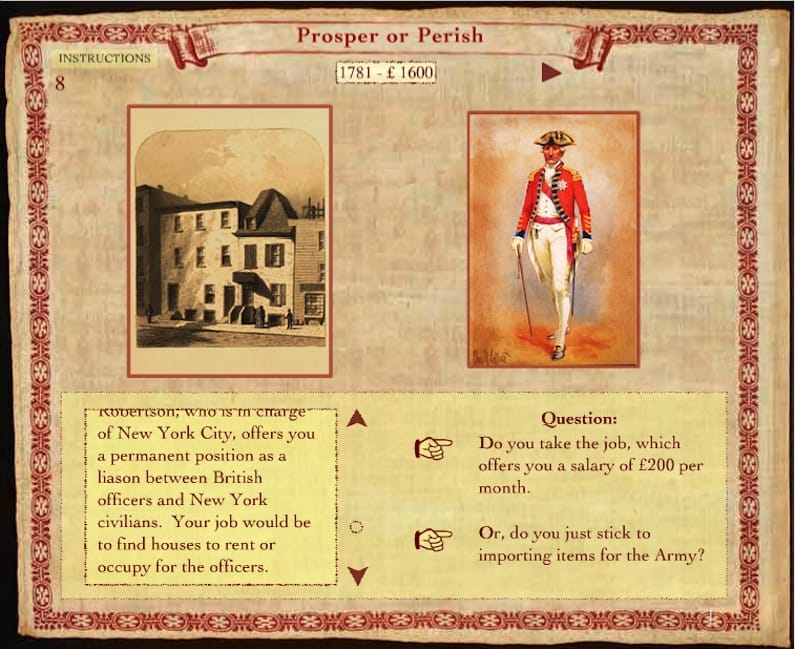 Prosper or Perish
INSTRUCTIONS
1781 - £ 1600
8
Robertson, who is in charge
of New York City, offers you
a permanent position as a
liason between British
officers and New York
civilians. Your job would be
to find houses to rent or
occupy for the officers.
Question:
Do you take the job, which
offers you a salary of £200 per
month.
Or, do you just stick to
importing items for the Army?